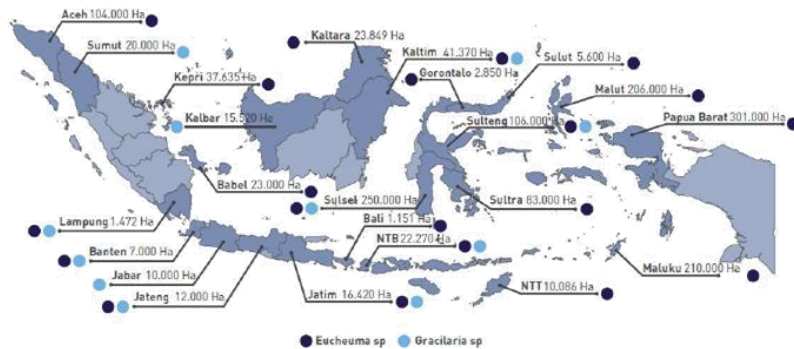 Aceh 104.000 Ha
Sumut 20.000 Ha
Kepri 37.635 Ha
Kaltara 23.849 Ha
Kaltim 41.370 Ha
Gorontalo 2.850 Ha
Sulut 5.600 Ha
Malut 206.000 Ha
Kalbar 15.520 Ha
Sulteng 106.000 Ha
Papua Barat 301.000 Ha
Babel 23.000 Ha
Sulsel 250.000 Ha
Sultra 83.000 Ha
Lampung 1.472 Ha
Bali 1.151 Ha
Banten 7.000 Ha
NTB 22.270 Ha
Jabar 10.000 Ha
Maluku 210.000 Ha
Jateng 12.000 Ha
Jatim 16.420 Ha
NTT 10.086 Ha
Eucheuma sp
Gracilaria sp